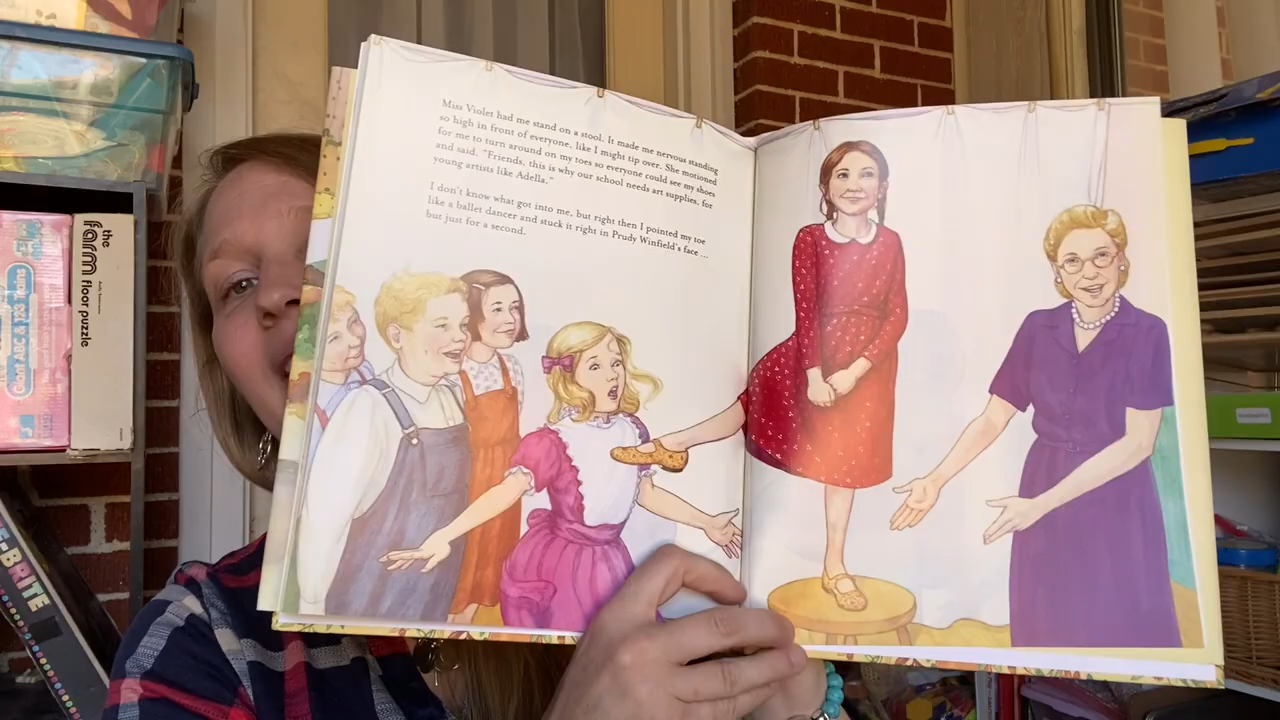 Miss Violet had me stand on a stool. It made me nervous standing
so high in front of everyone, like I might tip over. She motioned
for me to turn around on my toes so everyone could see my shoes
and said, "Friends, this is why our school needs art supplies, for
young artists like Adella."
I don't know what got into me, but right then I pointed my toe
like a ballet dancer and stuck it right in Prudy Winfield's face ...
but just for a second.
the
farm
floor puzzle
Giant ABC & 123 Train
E-BRITE